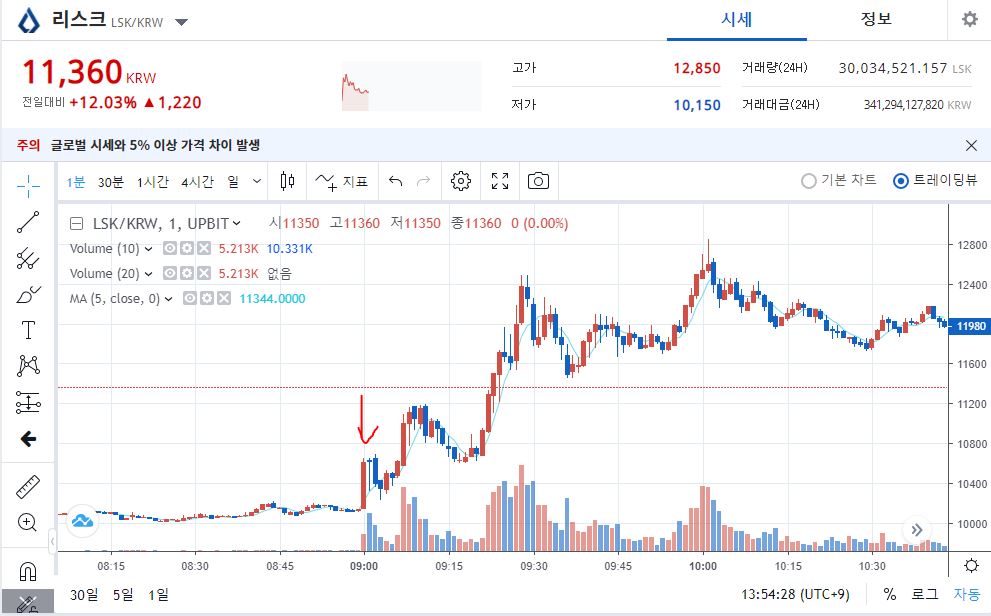 리스크 LSK/KRW 시세 정보
11,360 KRW
전일대비 +12.03% ▲1,220
고가 12,850 거래량(24H) 30,034,521.157 LSK
저가 10,150 거래대금(24H) 341,294,127,820 KRW
주의 글로벌 시세와 5% 이상 가격 차이 발생
1분 30분 1시간 4시간 일 지표 기본 차트 트레이딩뷰
LSK/KRW, 1, UPBIT 시11350 고11360 저11350 종11360 0 (0.00%)
Volume (10) 5.213K 10.331K
Volume (20) 5.213K 없음
MA (5, close, 0) 11344.0000
12800
12400
11980
11600
11200
10800
10400
10000
08:15 08:30 08:45 09:00 09:15 09:30 09:45 10:00 10:15 10:30
30일 5일 1일 13:54:28 (UTC+9) % 로그 자동